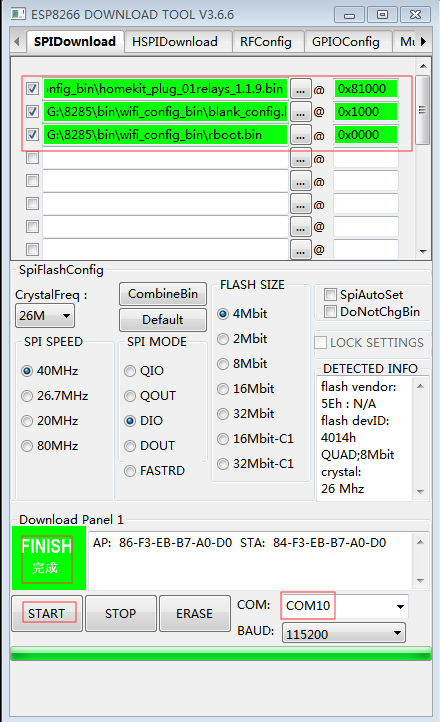 ESP8266 DOWNLOAD TOOL V3.6.6
SPIDownload HSPIDownload RFConfig GPIOConfig Mu
onfig_bin\homekit_plug_01relays_1.1.9.bin ... @ 0x81000
G:\8285\bin\wifi_config_bin\blank_config.l ... @ 0x1000
G:\8285\bin\wifi_config_bin\rboot.bin ... @ 0x0000
... @
... @
... @
... @
... @
SpiFlashConfig
CrystalFreq :
26M
CombineBin
Default
SPI SPEED
40MHz
26.7MHz
20MHz
80MHz
SPI MODE
QIO
QOUT
DIO
DOUT
FASTRD
FLASH SIZE
4Mbit
2Mbit
8Mbit
16Mbit
32Mbit
16Mbit-C1
32Mbit-C1
SpiAutoSet
DoNotChgBin
LOCK SETTINGS
DETECTED INFO
flash vendor:
5Eh : N/A
flash devID:
4014h
QUAD;8Mbit
crystal:
26 Mhz
Download Panel 1
FINISH
完成
AP: 86-F3-EB-B7-A0-D0 STA: 84-F3-EB-B7-A0-D0
START STOP ERASE
COM: COM10
BAUD: 115200